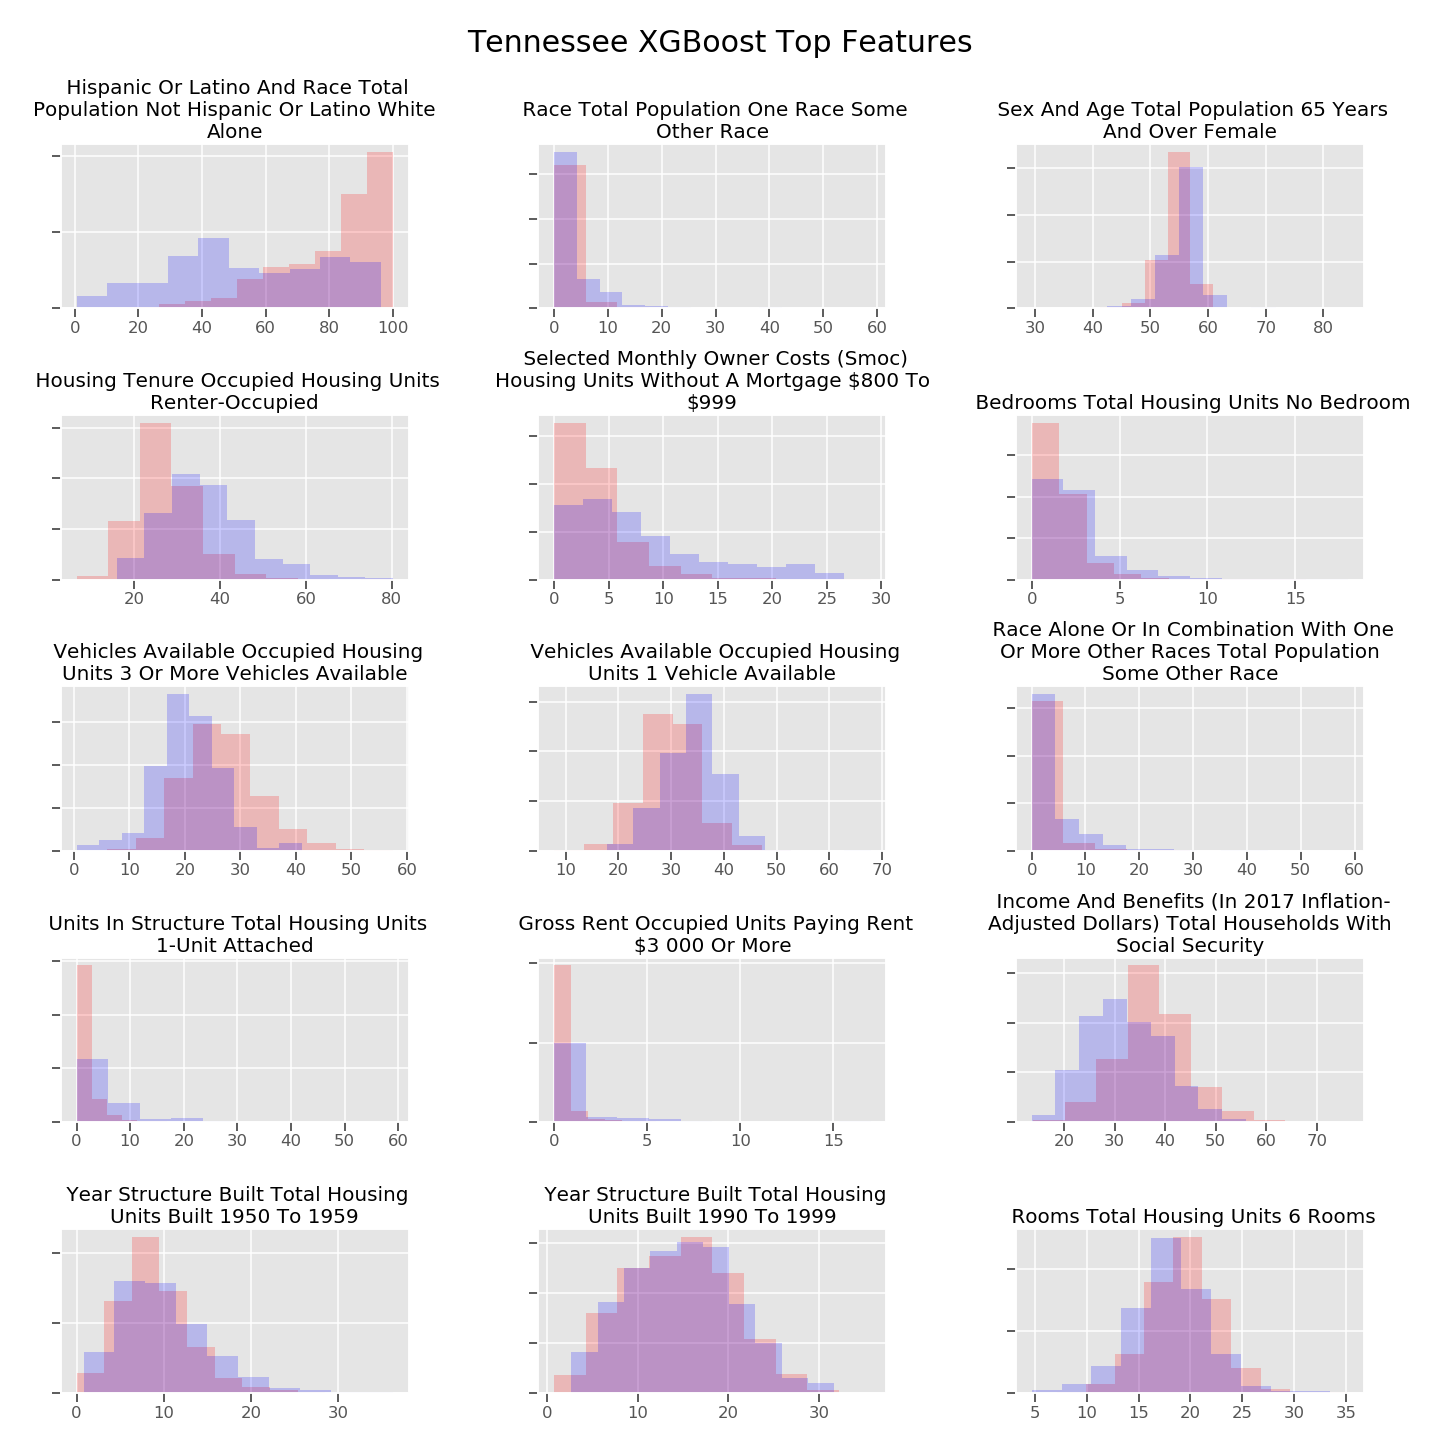 Tennessee XGBoost Top Features
Hispanic Or Latino And Race Total
Population Not Hispanic Or Latino White
Alone
0 20 40 60 80 100
Race Total Population One Race Some
Other Race
0 10 20 30 40 50 60
Sex And Age Total Population 65 Years
And Over Female
30 40 50 60 70 80
Housing Tenure Occupied Housing Units
Renter-Occupied
20 40 60 80
Selected Monthly Owner Costs (Smoc)
Housing Units Without A Mortgage $800 To
$999
0 5 10 15 20 25 30
Bedrooms Total Housing Units No Bedroom
0 5 10 15
Vehicles Available Occupied Housing
Units 3 Or More Vehicles Available
0 10 20 30 40 50 60
Vehicles Available Occupied Housing
Units 1 Vehicle Available
10 20 30 40 50 60 70
Race Alone Or In Combination With One
Or More Other Races Total Population
Some Other Race
0 10 20 30 40 50 60
Units In Structure Total Housing Units
1-Unit Attached
0 10 20 30 40 50 60
Gross Rent Occupied Units Paying Rent
$3 000 Or More
0 5 10 15
Income And Benefits (In 2017 Inflation-
Adjusted Dollars) Total Households With
Social Security
20 30 40 50 60 70
Year Structure Built Total Housing
Units Built 1950 To 1959
0 10 20 30
Year Structure Built Total Housing
Units Built 1990 To 1999
0 10 20 30
Rooms Total Housing Units 6 Rooms
5 10 15 20 25 30 35